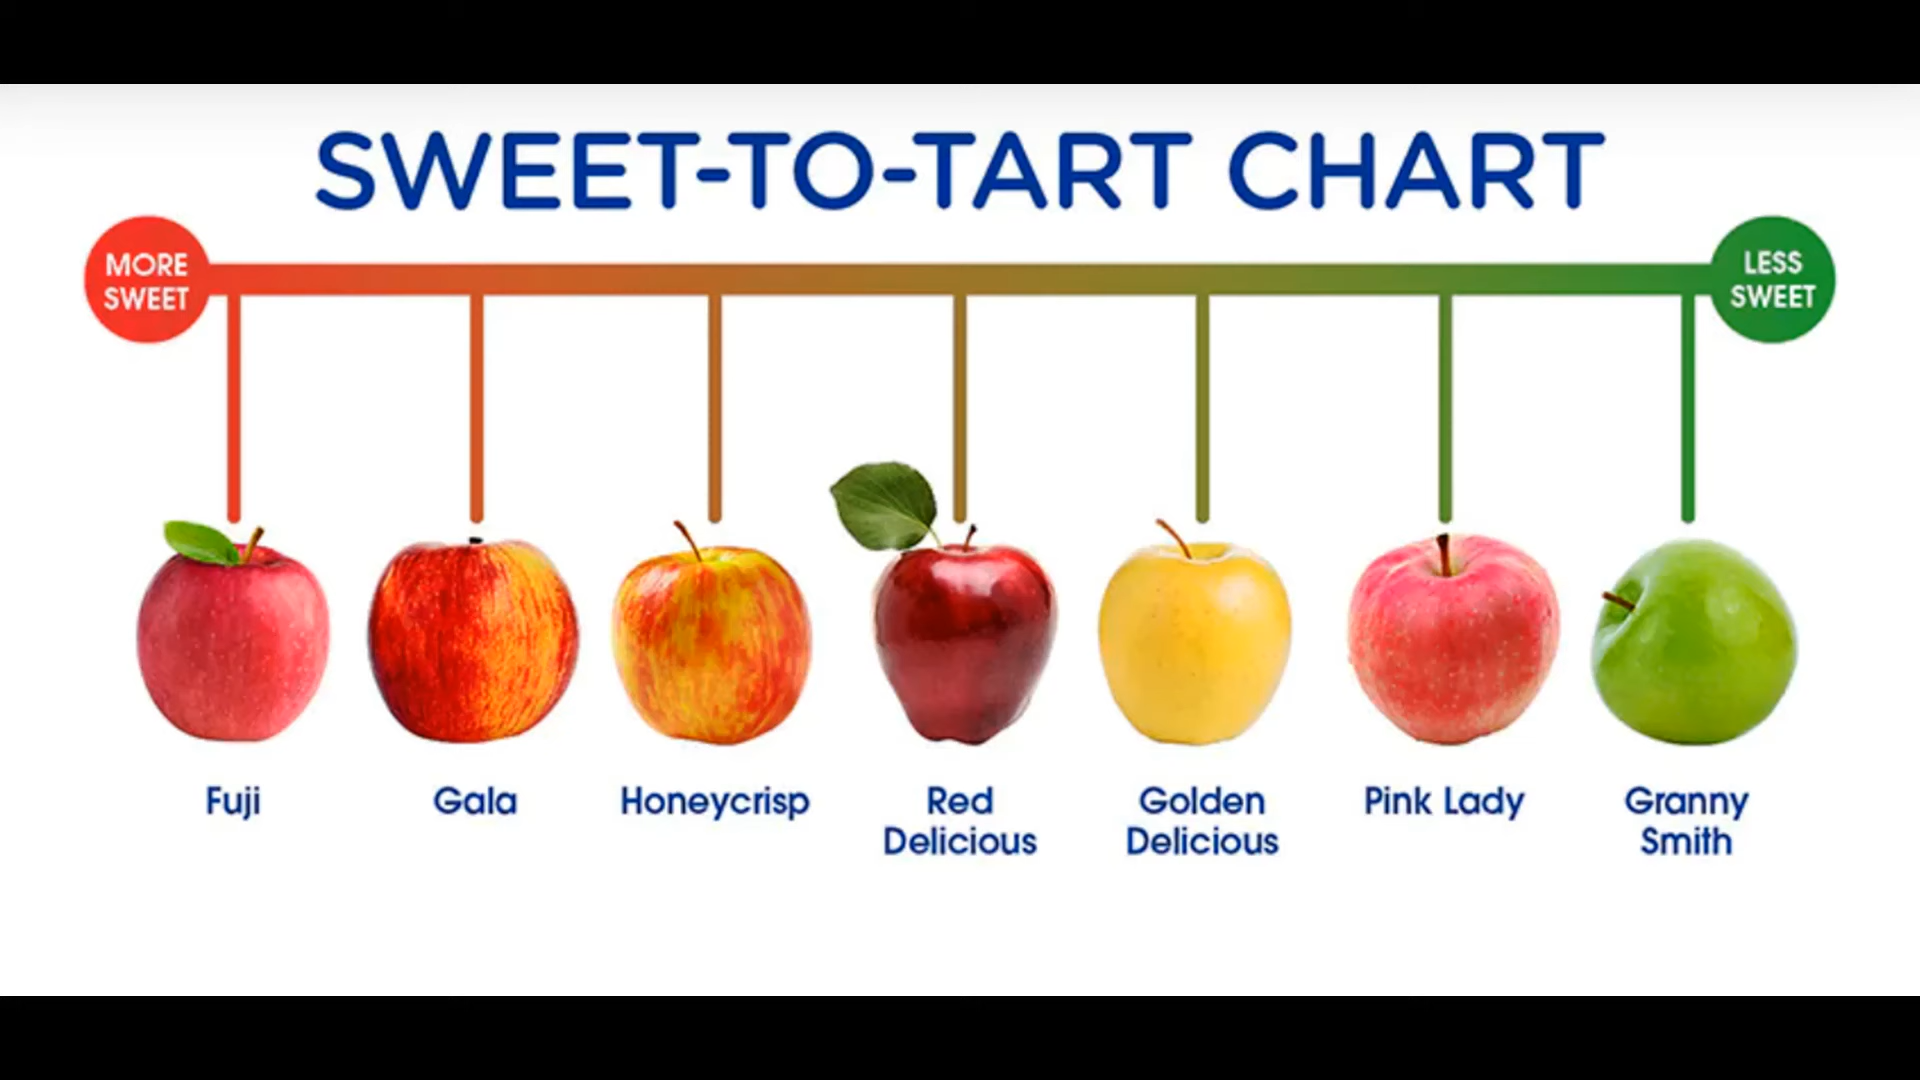 SWEET-TO-TART CHART
MORE
SWEET
LESS
SWEET
Fuji
Gala
Honeycrisp
Red
Delicious
Golden
Delicious
Pink Lady
Granny
Smith